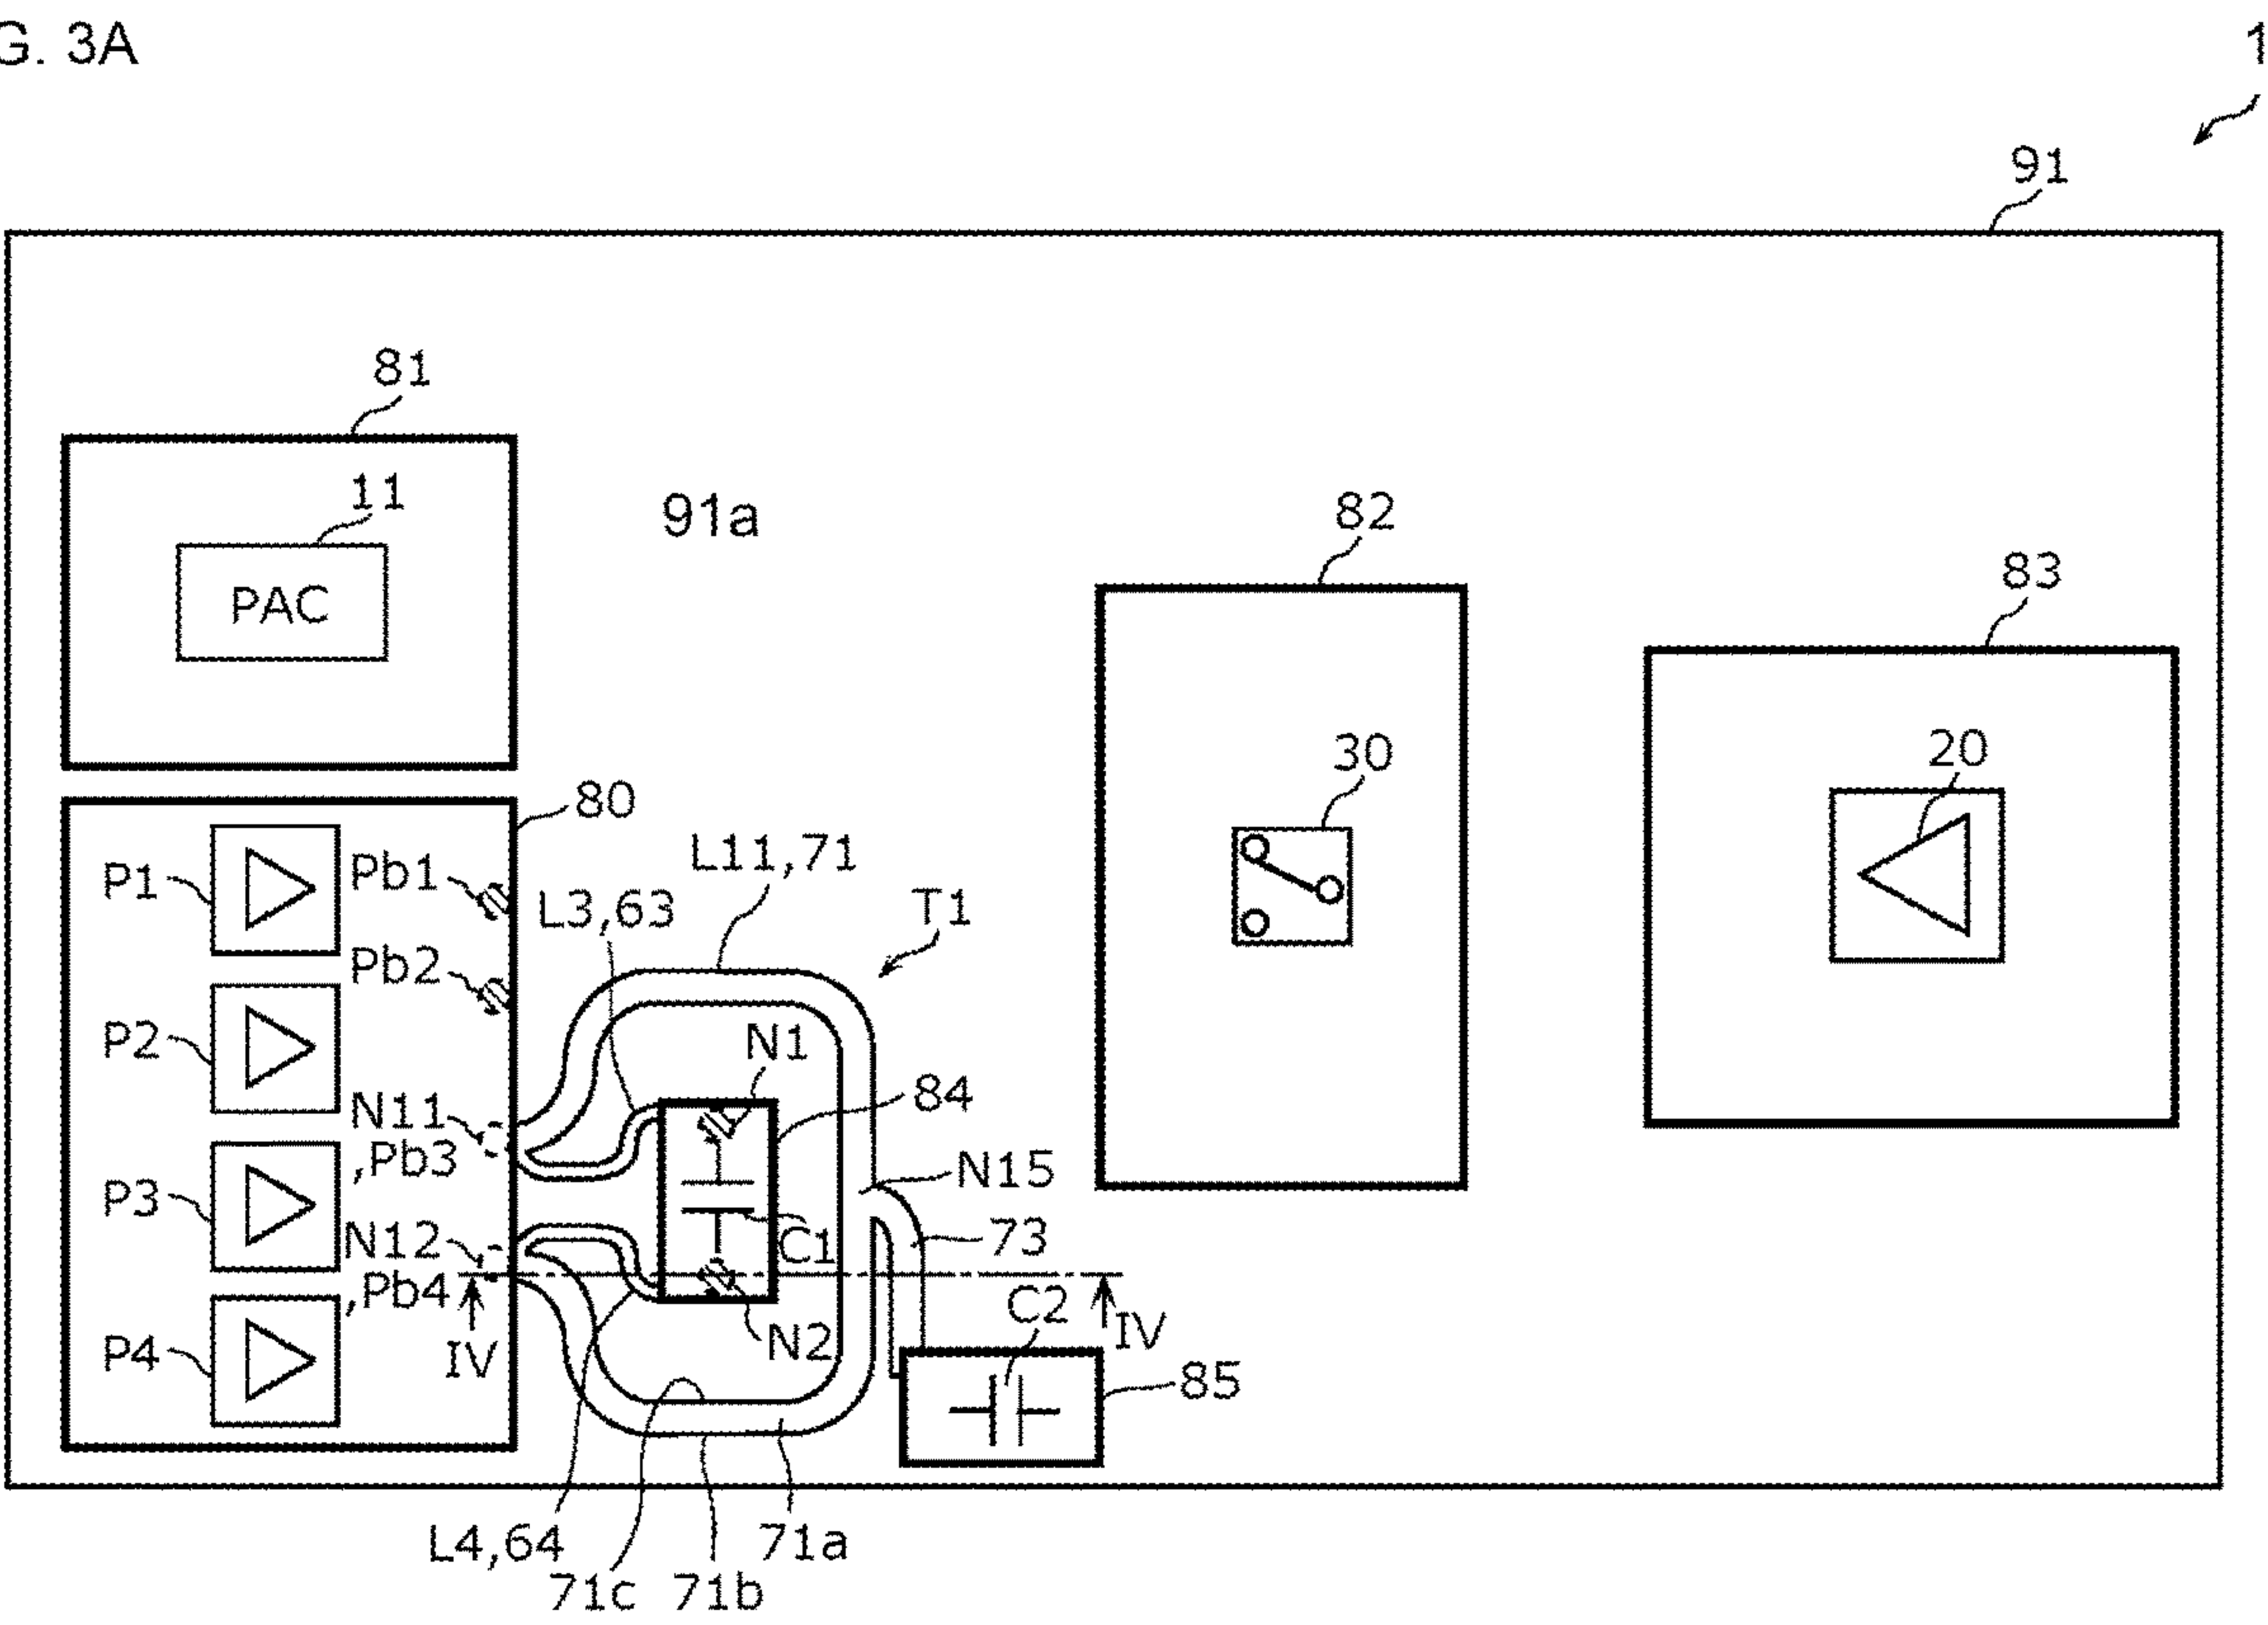 G. 3A
1
91
81
11
91a
PAC
82
83
30
20
80
P1
Pb1
L11,71
L3,63
T1
Pb2
P2
N1
84
N11
,Pb3
N15
P3
N12
C1
73
,Pb4
C2
P4
IV
N2
IV
85
L4,64
71a
71c
71b